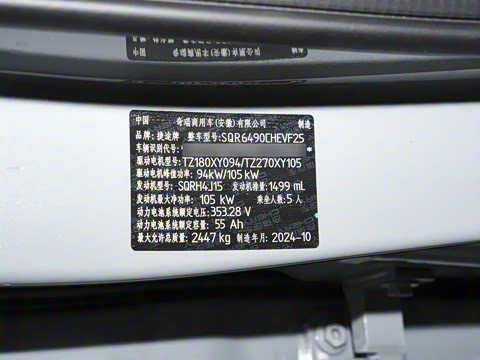 中国 奇瑞商用车(安徽)有限公司 制造
品牌:捷途牌 整车型号:SQR6490CHEVF25
车辆识别代号:* *
驱动电机型号:TZ180XY094/TZ270XY105
驱动电机峰值功率:94kW/105 kW
发动机型号:SQRH4J15 发动机排量:1499 mL
发动机最大净功率:105 kW 乘坐人数:5 人
动力电池系统额定电压:353.28 V
动力电池系统额定容量:55 Ah
最大允许总质量:2447 kg 制造年月:2024-10